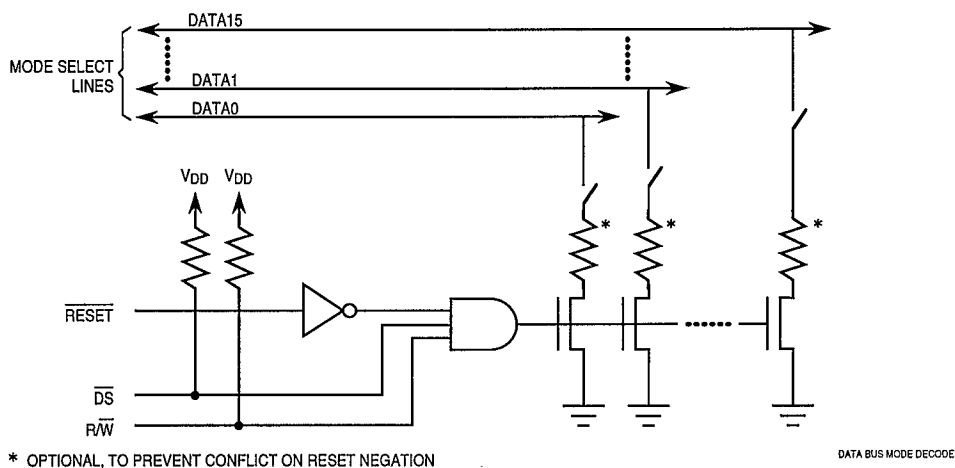 DATA15
MODE SELECT
LINES
DATA1
DATA0
VDD VDD
*
*
*
RESET
DS
R/W
* OPTIONAL, TO PREVENT CONFLICT ON RESET NEGATION
DATA BUS MODE DECODE